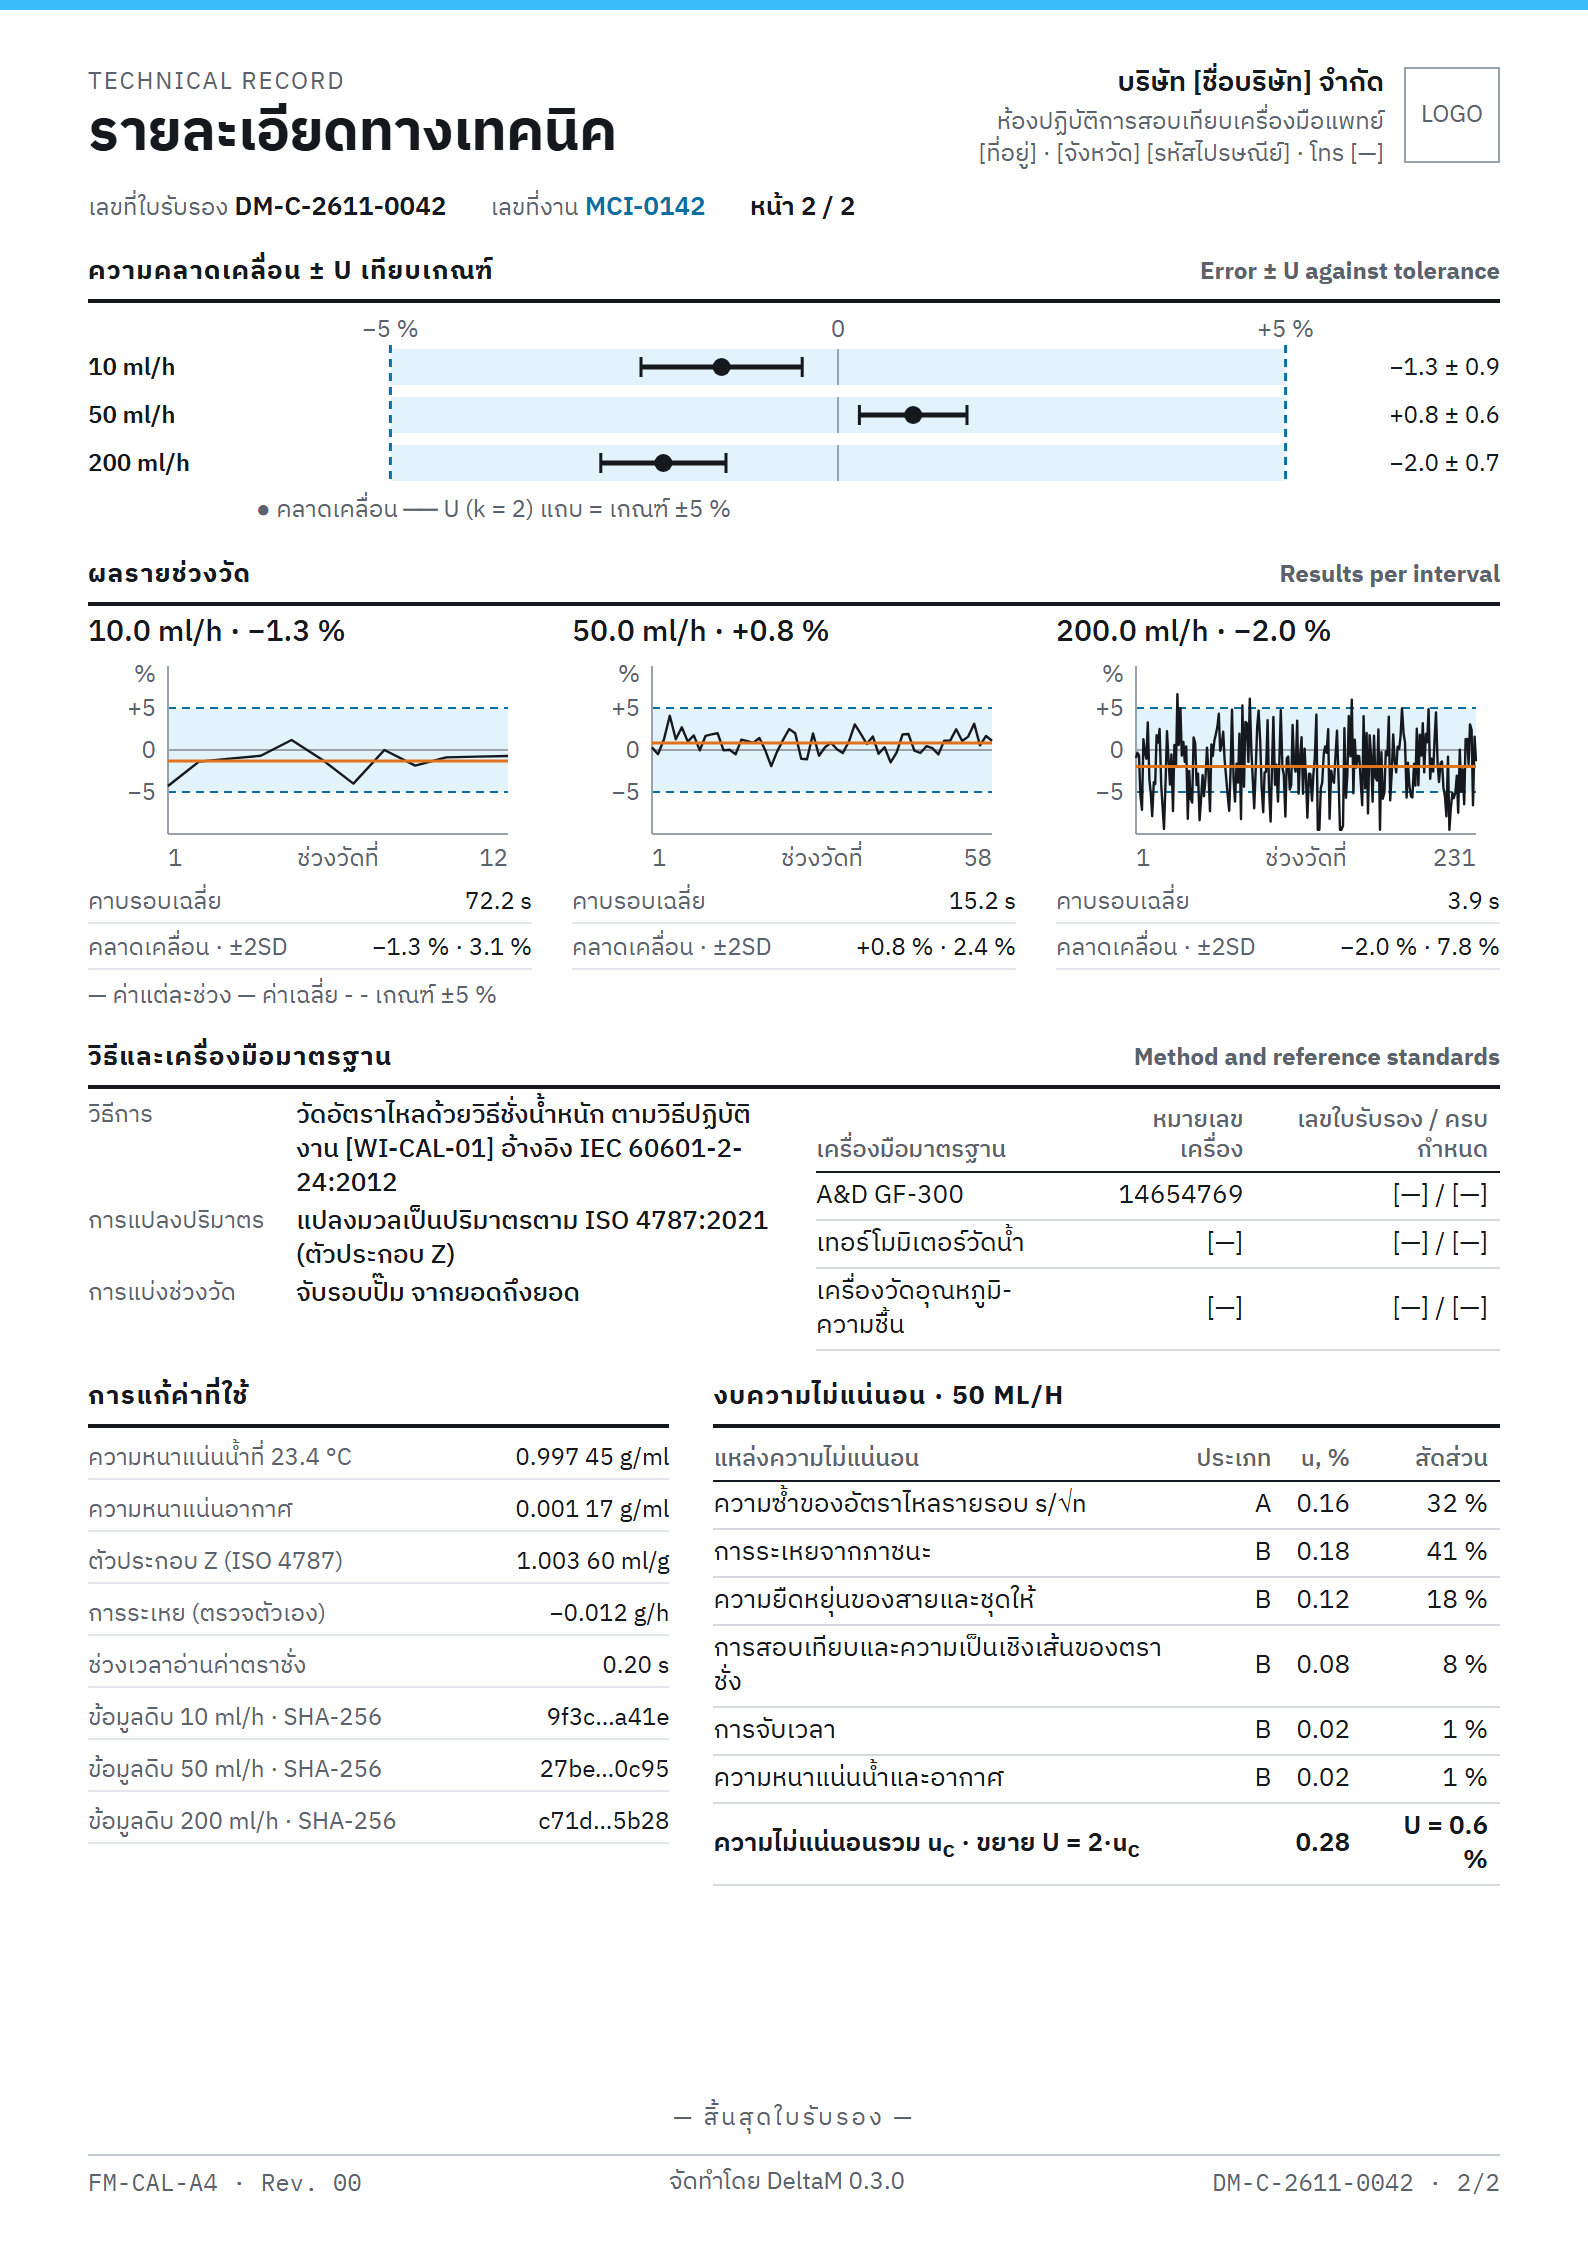 TECHNICAL RECORD
รายละเอียดทางเทคนิค
บริษัท [ชื่อบริษัท] จำกัด
ห้องปฏิบัติการสอบเทียบเครื่องมือแพทย์
[ที่อยู่] · [จังหวัด] [รหัสไปรษณีย์] · โทร [—]
LOGO
เลขที่ใบรับรอง DM-C-2611-0042 เลขที่งาน MCI-0142 หน้า 2 / 2
ความคลาดเคลื่อน ± U เทียบเกณฑ์ Error ± U against tolerance
−5 % 0 +5 %
10 ml/h −1.3 ± 0.9
50 ml/h +0.8 ± 0.6
200 ml/h −2.0 ± 0.7
● คลาดเคลื่อน —— U (k = 2) แถบ = เกณฑ์ ±5 %
ผลรายช่วงวัด Results per interval
10.0 ml/h · −1.3 %
%
+5
0
−5
1 ช่วงวัดที่ 12
คาบรอบเฉลี่ย 72.2 s
คลาดเคลื่อน · ±2SD −1.3 % · 3.1 %
50.0 ml/h · +0.8 %
%
+5
0
−5
1 ช่วงวัดที่ 58
คาบรอบเฉลี่ย 15.2 s
คลาดเคลื่อน · ±2SD +0.8 % · 2.4 %
200.0 ml/h · −2.0 %
%
+5
0
−5
1 ช่วงวัดที่ 231
คาบรอบเฉลี่ย 3.9 s
คลาดเคลื่อน · ±2SD −2.0 % · 7.8 %
— ค่าแต่ละช่วง — ค่าเฉลี่ย - - เกณฑ์ ±5 %
วิธีและเครื่องมือมาตรฐาน Method and reference standards
วิธีการ วัดอัตราไหลด้วยวิธีชั่งน้ำหนัก ตามวิธีปฏิบัติ
งาน [WI-CAL-01] อ้างอิง IEC 60601-2-
24:2012
การแปลงปริมาตร แปลงมวลเป็นปริมาตรตาม ISO 4787:2021
(ตัวประกอบ Z)
การแบ่งช่วงวัด จับรอบปั๊ม จากยอดถึงยอด
หมายเลข เลขใบรับรอง / ครบ
เครื่องมือมาตรฐาน เครื่อง กำหนด
A&D GF-300 14654769 [—] / [—]
เทอร์โมมิเตอร์วัดน้ำ [—] [—] / [—]
เครื่องวัดอุณหภูมิ-
ความชื้น [—] [—] / [—]
การแก้ค่าที่ใช้
ความหนาแน่นน้ำที่ 23.4 °C 0.997 45 g/ml
ความหนาแน่นอากาศ 0.001 17 g/ml
ตัวประกอบ Z (ISO 4787) 1.003 60 ml/g
การระเหย (ตรวจตัวเอง) −0.012 g/h
ช่วงเวลาอ่านค่าตราชั่ง 0.20 s
ข้อมูลดิบ 10 ml/h · SHA-256 9f3c…a41e
ข้อมูลดิบ 50 ml/h · SHA-256 27be…0c95
ข้อมูลดิบ 200 ml/h · SHA-256 c71d…5b28
งบความไม่แน่นอน · 50 ML/H
แหล่งความไม่แน่นอน ประเภท u, % สัดส่วน
ความซ้ำของอัตราไหลรายรอบ s/√n A 0.16 32 %
การระเหยจากภาชนะ B 0.18 41 %
ความยืดหยุ่นของสายและชุดให้ B 0.12 18 %
การสอบเทียบและความเป็นเชิงเส้นของตรา
ชั่ง B 0.08 8 %
การจับเวลา B 0.02 1 %
ความหนาแน่นน้ำและอากาศ B 0.02 1 %
ความไม่แน่นอนรวม uc · ขยาย U = 2·uc 0.28 U = 0.6
%
— สิ้นสุดใบรับรอง —
FM-CAL-A4 · Rev. 00 จัดทำโดย DeltaM 0.3.0 DM-C-2611-0042 · 2/2